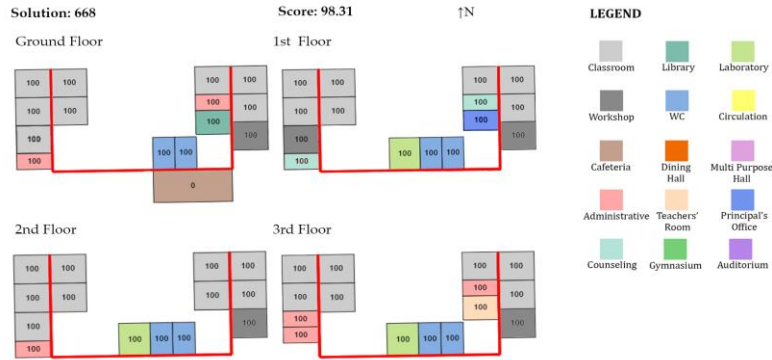 Solution: 668
Score: 98.31
↑N
Ground Floor
100 100
100 100
100
100
100 100
100 100
100
100
100 100
0
1st Floor
100 100
100 100
100
100
100 100
100 100
100
100
100 100 100
2nd Floor
100 100
100 100
100
100
100 100
100 100
100
100 100 100
3rd Floor
100 100
100 100
100
100
100 100
100 100
100
100
100 100 100
LEGEND
Classroom
Library
Laboratory
Workshop
WC
Circulation
Cafeteria
Dining
Hall
Multi Purpose
Hall
Administrative
Teachers'
Room
Principal's
Office
Counseling
Gymnasium
Auditorium